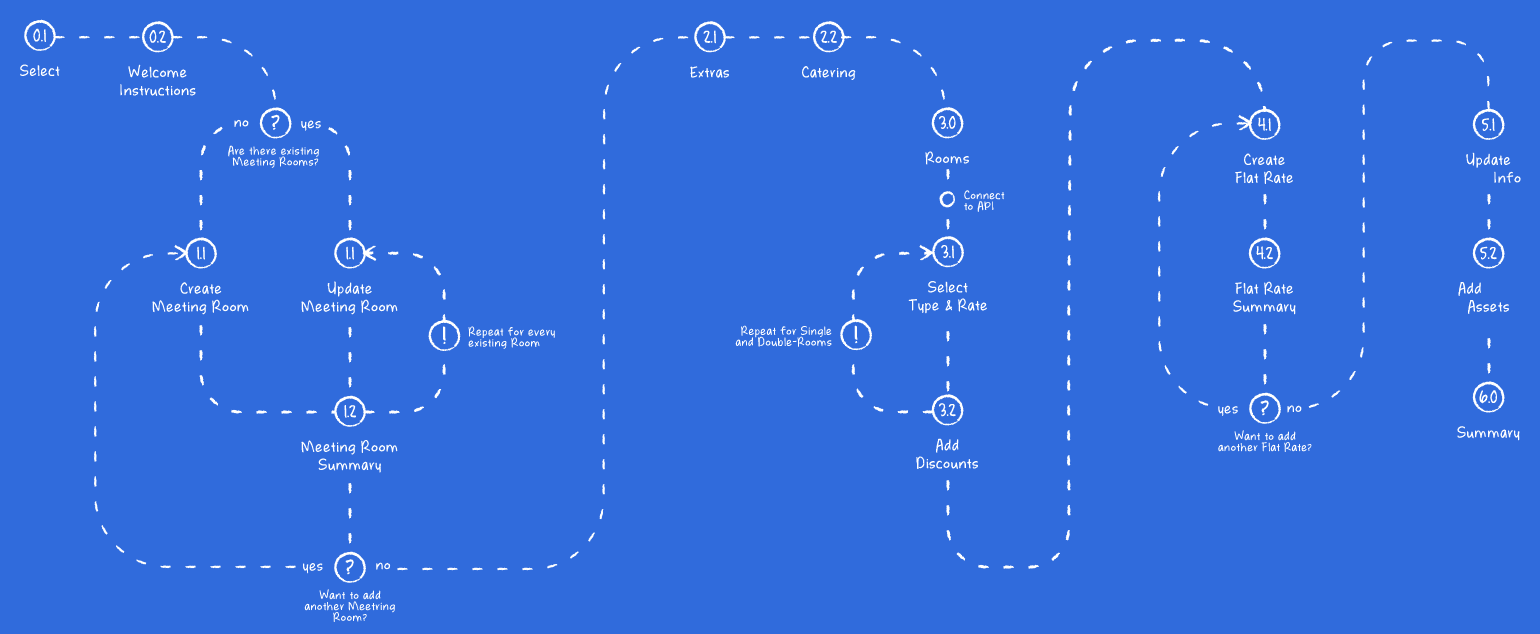 0.1
Select
0.2
Welcome
Instructions
no
?
yes
Are there existing
Meeting Rooms?
1.1
Create
Meeting Room
1.1
Update
Meeting Room
!
Repeat for every
existing Room
1.2
Meeting Room
Summary
yes
?
no
Want to add
another Meetring
Room?
2.1
Extras
2.2
Catering
3.0
Rooms
Connect
to API
3.1
Select
Type & Rate
!
Repeat for Single
and Double-Rooms
3.2
Add
Discounts
4.1
Create
Flat Rate
4.2
Flat Rate
Summary
yes
?
no
Want to add
another Flat Rate?
5.1
Update
Info
5.2
Add
Assets
6.0
Summary